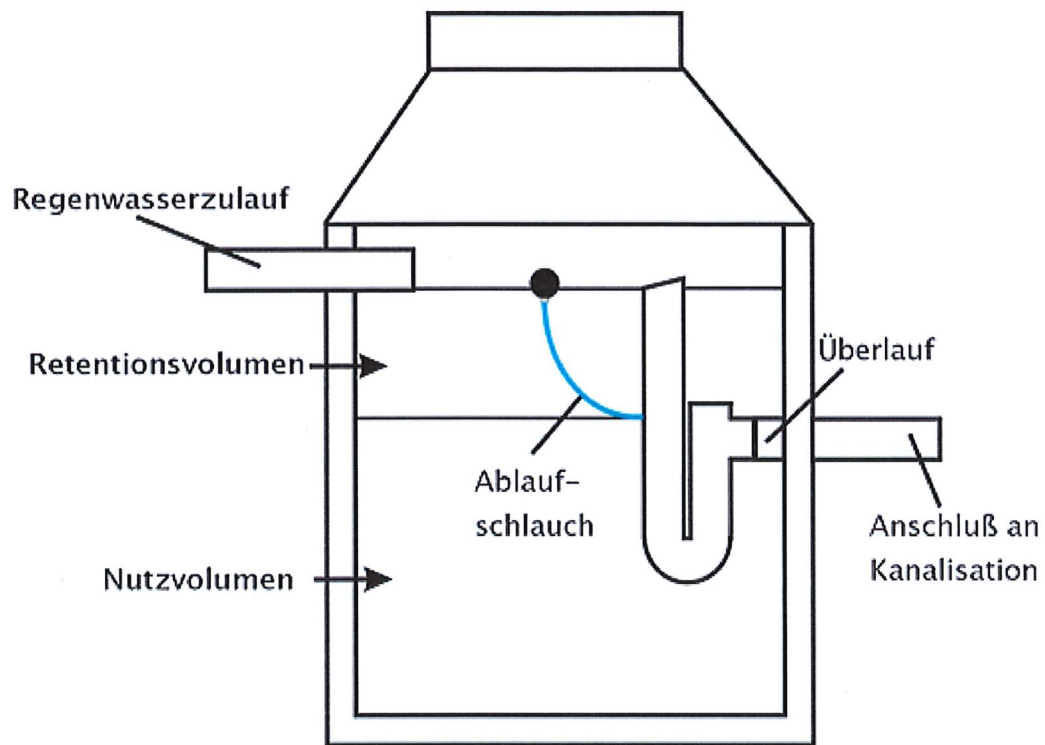 Regenwasserzulauf
Retentionsvolumen
Überlauf
Ablauf-
schlauch
Anschluß an
Kanalisation
Nutzvolumen